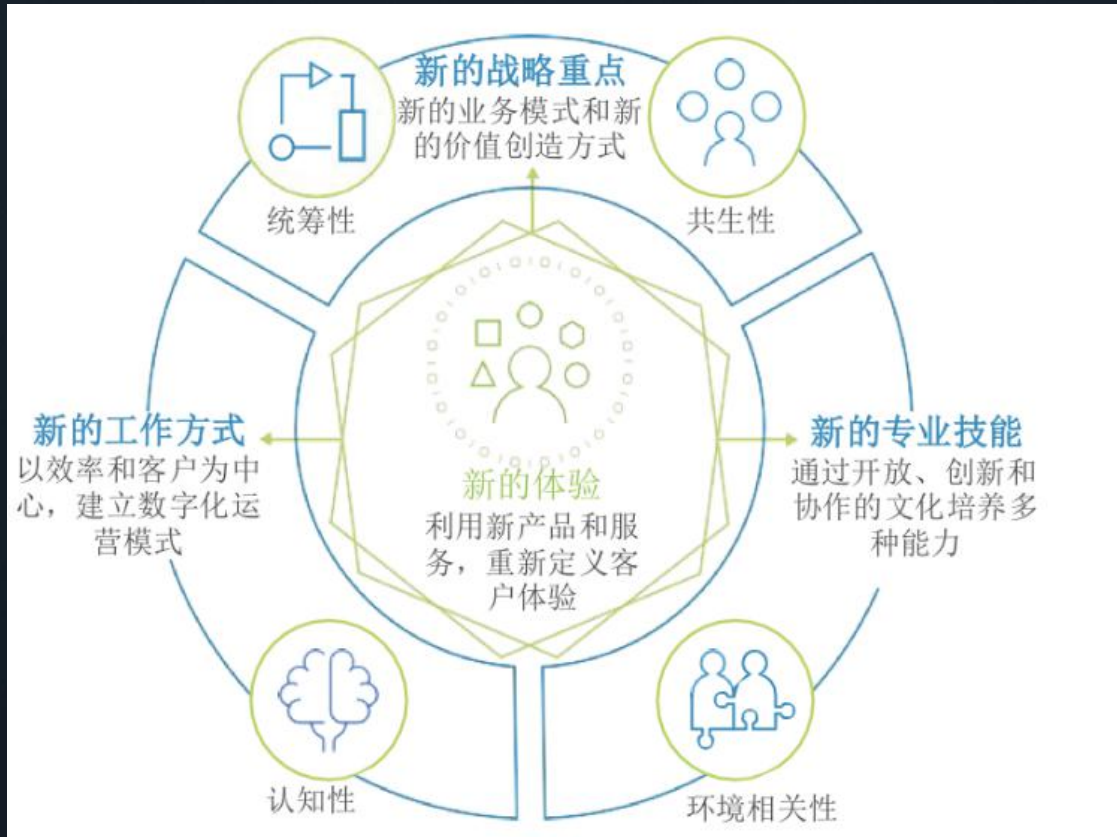 新的战略重点
新的业务模式和新
的价值创造方式
统筹性
共生性
新的工作方式
以效率和客户为中
心，建立数字化运
营模式
新的体验
利用新产品和服
务，重新定义客
户体验
新的专业技能
通过开放、创新和
协作的文化培养多
种能力
认知性
环境相关性